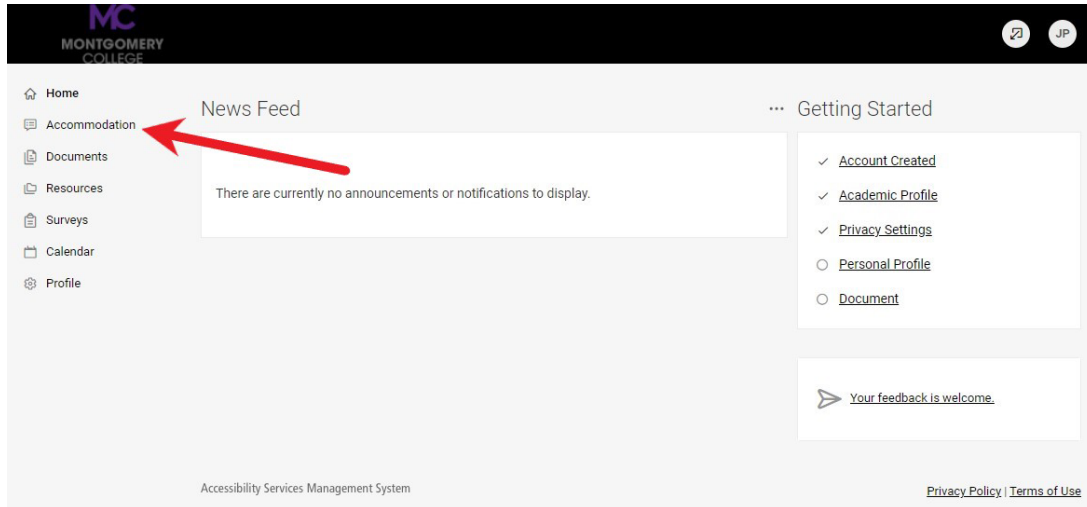 MC
MONTGOMERY
COLLEGE
JP
Home
Accommodation
Documents
Resources
Surveys
Calendar
Profile
News Feed
...
There are currently no announcements or notifications to display.
Getting Started
Account Created
Academic Profile
Privacy Settings
Personal Profile
Document
Your feedback is welcome.
Accessibility Services Management System
Privacy Policy | Terms of Use